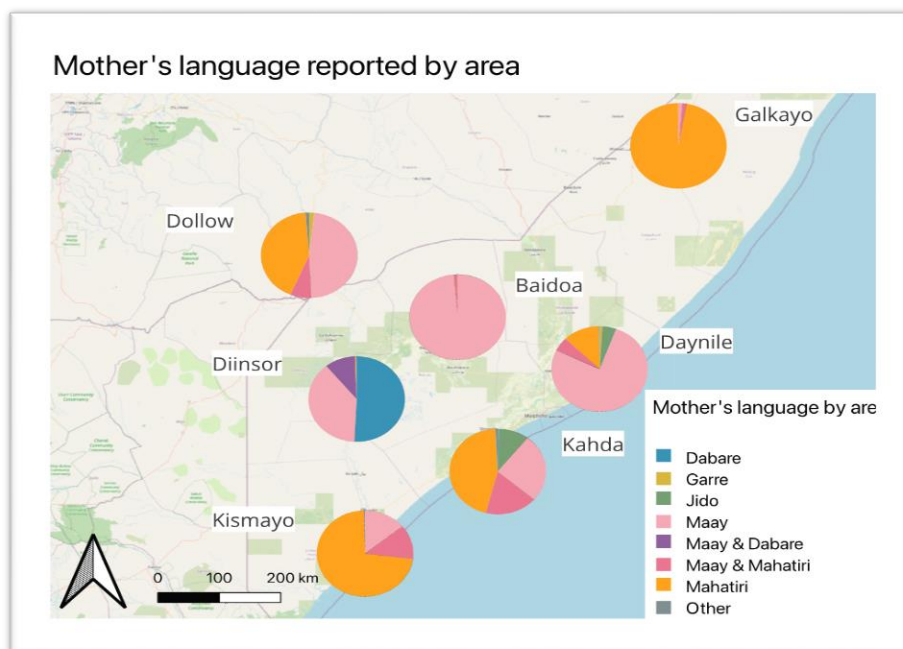 Mother's language reported by area
Galkayo
Dollow
Baidoa
Diinsor
Daynile
Kahda
Kismayo
0 100 200 km
Mother's language by are
Dabare
Garre
Jido
Maay
Maay & Dabare
Maay & Mahatiri
Mahatiri
Other